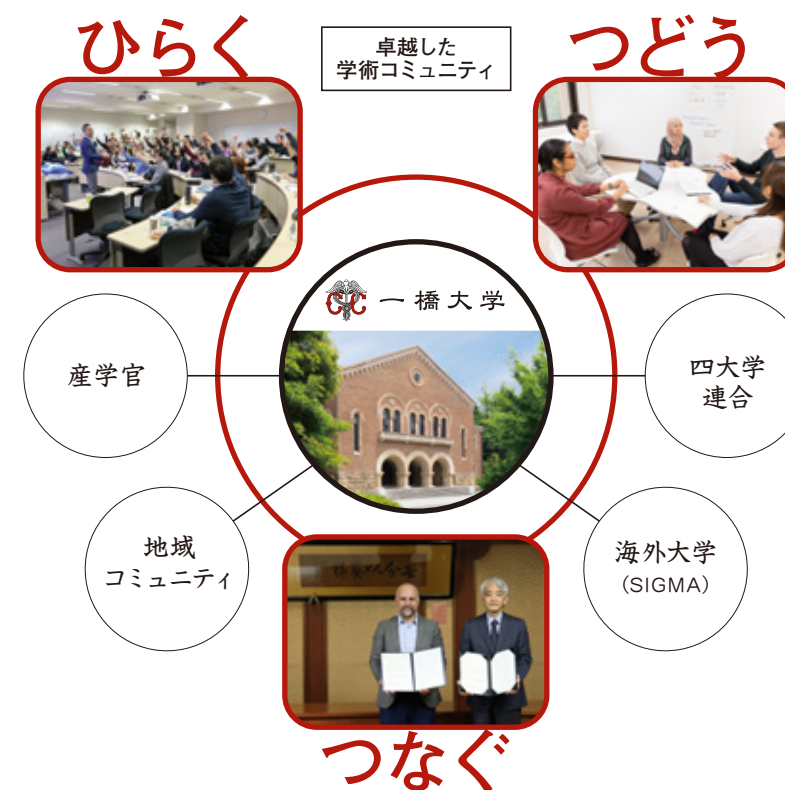 ひらく
卓越した
学術コミュニティ
つどう
一橋大学
産学官
四大学
連合
地域
コミュニティ
海外大学
(SIGMA)
つなぐ